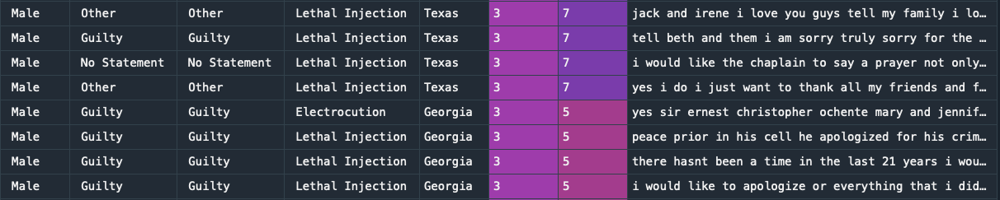 Male Other Other Lethal Injection Texas 3 7 jack and irene i love you guys tell my family i lo…
Male Guilty Guilty Lethal Injection Texas 3 7 tell beth and them i am sorry truly sorry for the …
Male No Statement No Statement Lethal Injection Texas 3 7 i would like the chaplain to say a prayer not only…
Male Other Other Lethal Injection Texas 3 7 yes i do i just want to thank all my friends and f…
Male Guilty Guilty Electrocution Georgia 3 5 yes sir ernest christopher ochente mary and jennif…
Male Guilty Guilty Lethal Injection Georgia 3 5 peace prior in his cell he apologized for his crim…
Male Guilty Guilty Lethal Injection Georgia 3 5 there hasnt been a time in the last 21 years i wou…
Male Guilty Guilty Lethal Injection Georgia 3 5 i would like to apologize or everything that i did…